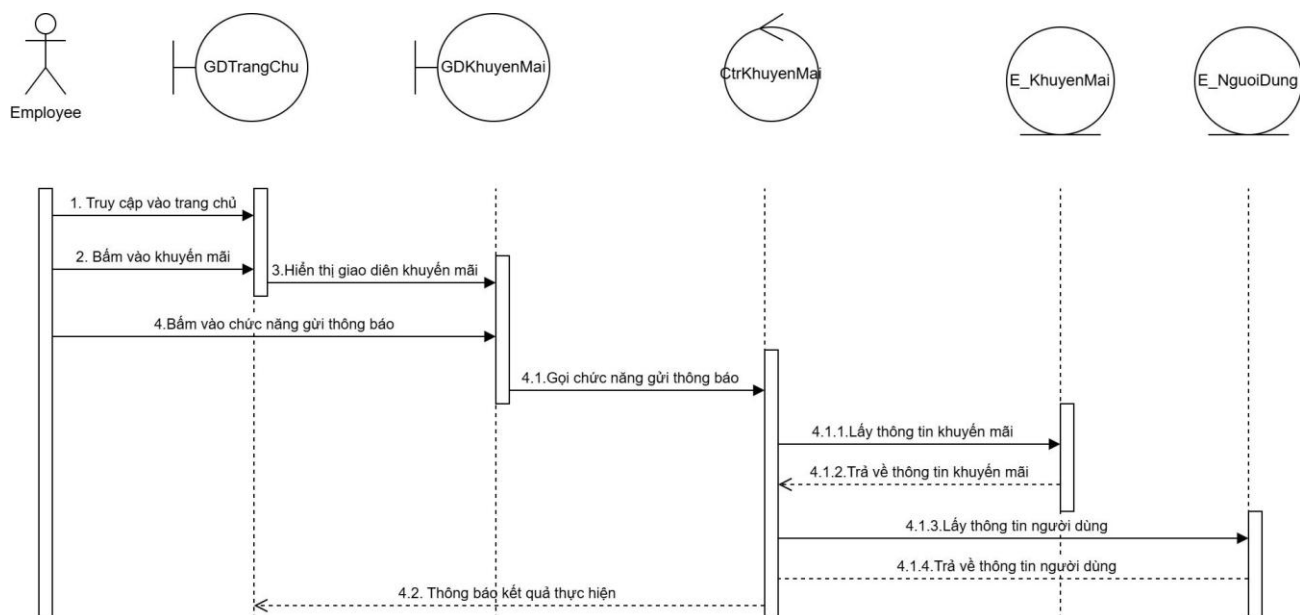 GDTrangChu
GDKhuyenMai
CtrKhuyenMai
E_KhuyenMai
E_NguoiDung
Employee
1. Truy cập vào trang chủ
2. Bấm vào khuyến mãi
3.Hiển thị giao diên khuyến mãi
4.Bấm vào chức năng gừi thông báo
4.1.Gọi chức năng gửi thông báo
4.1.1.Lấy thông tin khuyến mãi
4.1.2.Trả về thông tin khuyến mãi
4.1.3.Lấy thông tin người dùng
4.1.4.Trả về thông tin người dùng
4.2. Thông báo kết quả thực hiện